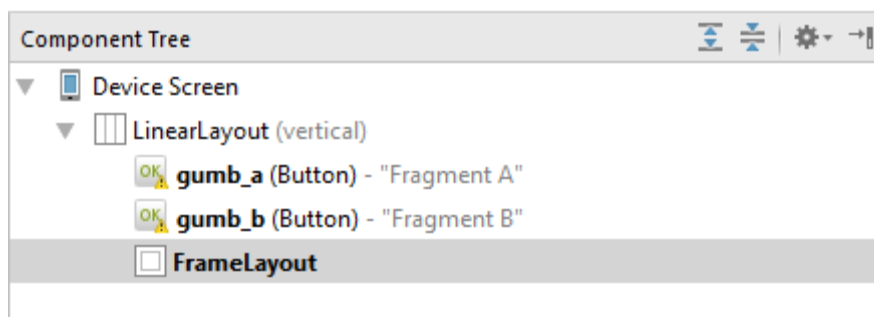 Component Tree
Device Screen
LinearLayout (vertical)
OK gumb_a (Button) - "Fragment A"
OK gumb_b (Button) - "Fragment B"
FrameLayout